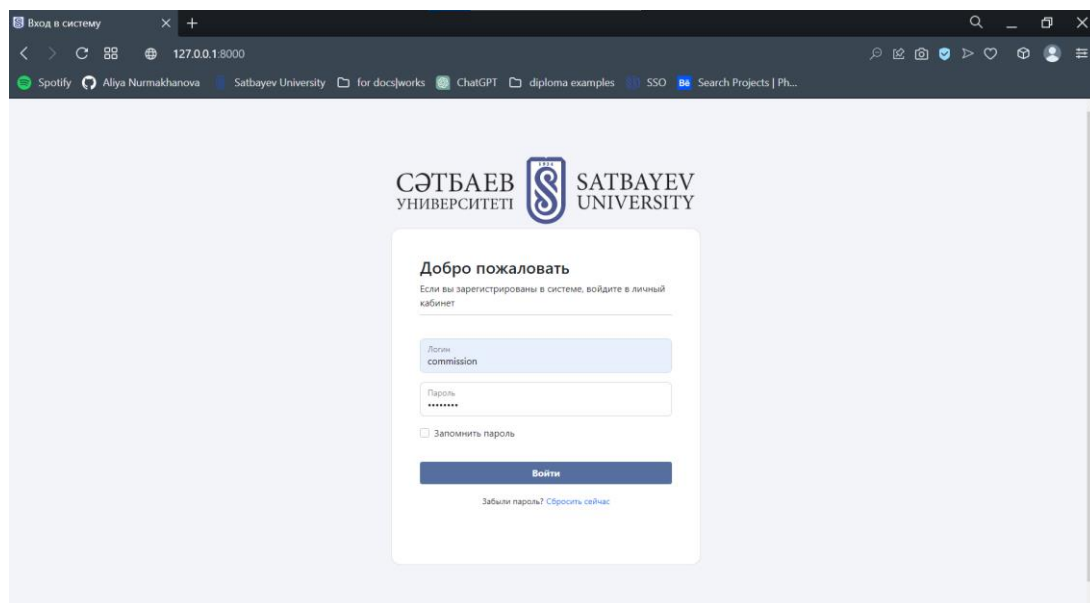 Вход в систему
127.0.0.1:8000
Spotify Aliya Nurmakhanova Satbayev University for docs|works ChatGPT diploma examples SSO Bē Search Projects | Ph...
СӘТБАЕВ УНИВЕРСИТЕТІ
1934
SATBAYEV UNIVERSITY
Добро пожаловать
Если вы зарегистрированы в системе, войдите в личный
кабинет
Логин
commission
Пароль
••••••••
Запомнить пароль
Войти
Забыли пароль? Сбросить сейчас